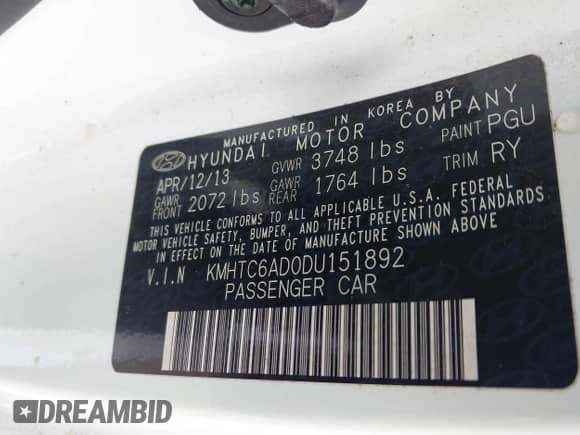 MANUFACTURED IN KOREA BY
HYUNDAI MOTOR COMPANY
APR/12/13 GVWR 3748 lbs PAINT PGU
GAWR FRONT 2072 lbs GAWR REAR 1764 lbs TRIM RY
THIS VEHICLE CONFORMS TO ALL APPLICABLE U.S.A. FEDERAL
MOTOR VEHICLE SAFETY, BUMPER, AND THEFT PREVENTION STANDARDS
IN EFFECT ON THE DATE OF MANUFACTURE SHOWN ABOVE.
V.I.N KMHTC6AD0DU151892
PASSENGER CAR
DREAMBID